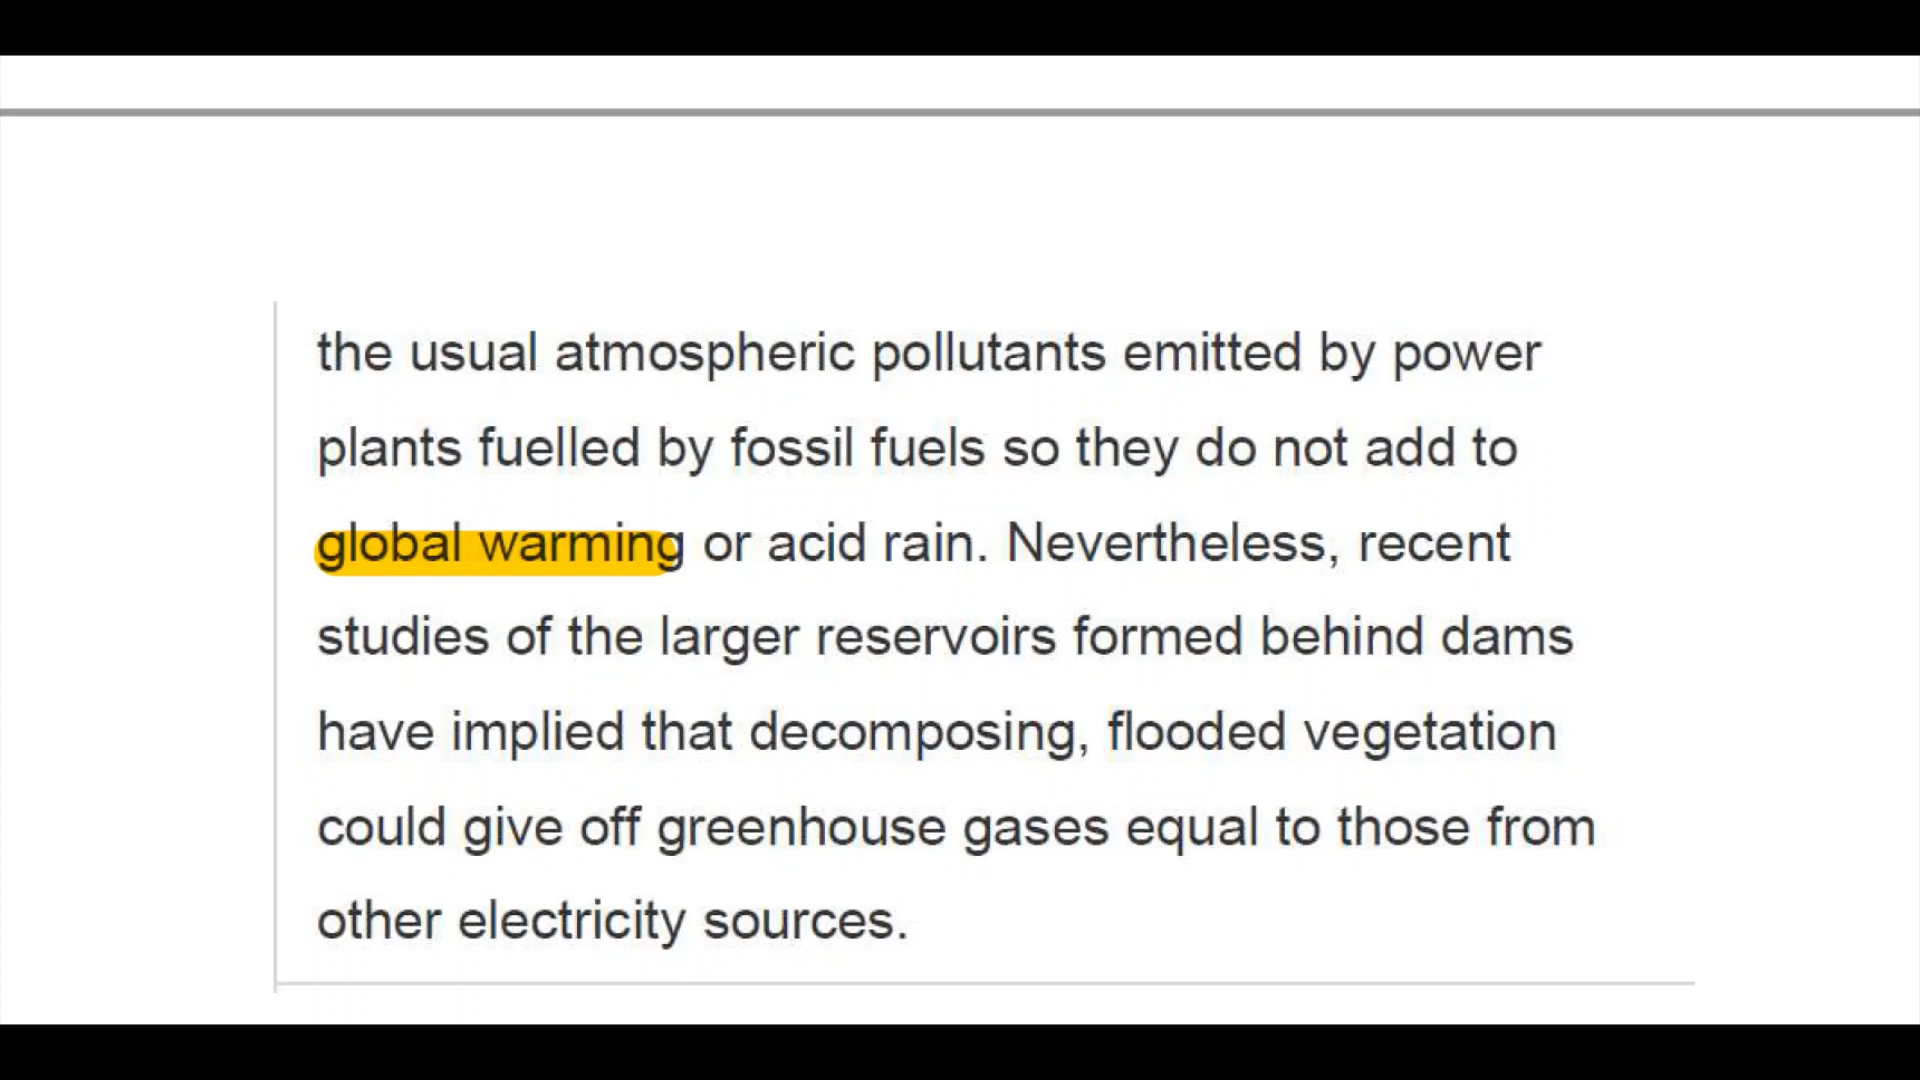 the usual atmospheric pollutants emitted by power
plants fuelled by fossil fuels so they do not add to
global warming or acid rain. Nevertheless, recent
studies of the larger reservoirs formed behind dams
have implied that decomposing, flooded vegetation
could give off greenhouse gases equal to those from
other electricity sources.